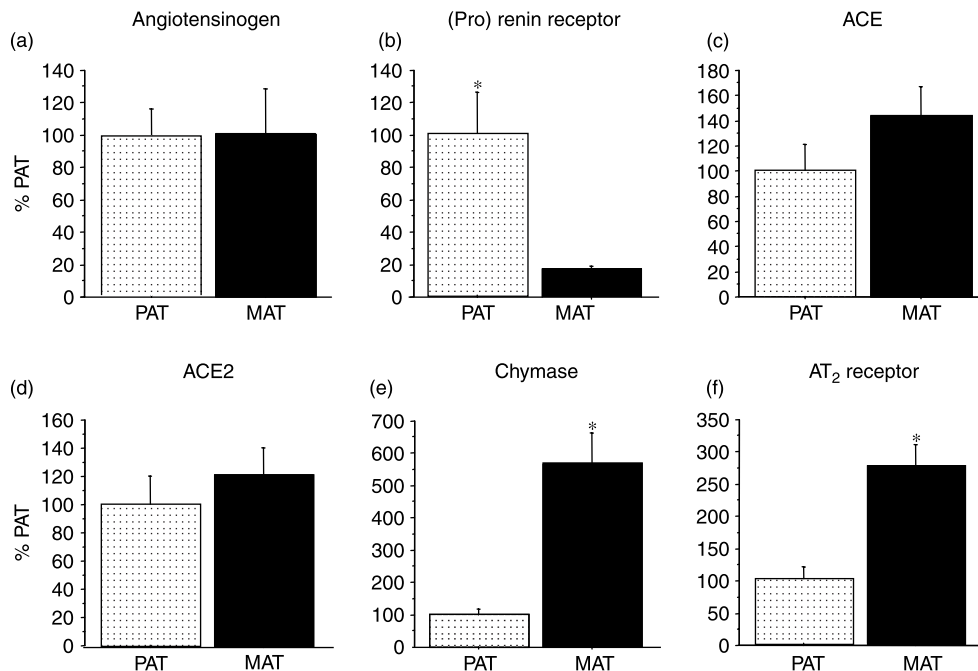 Angiotensinogen
(Pro) renin receptor
ACE
(a)
(b)
(c)
% PAT
140
120
100
80
60
40
20
0
PAT
MAT
140
120
100
80
60
40
20
0
*
PAT
MAT
180
160
140
120
100
80
60
40
20
0
PAT
MAT
ACE2
Chymase
AT2 receptor
(d)
(e)
(f)
% PAT
160
140
120
100
80
60
40
20
0
PAT
MAT
700
600
500
400
300
200
100
0
*
PAT
MAT
350
300
250
200
150
100
50
0
*
PAT
MAT